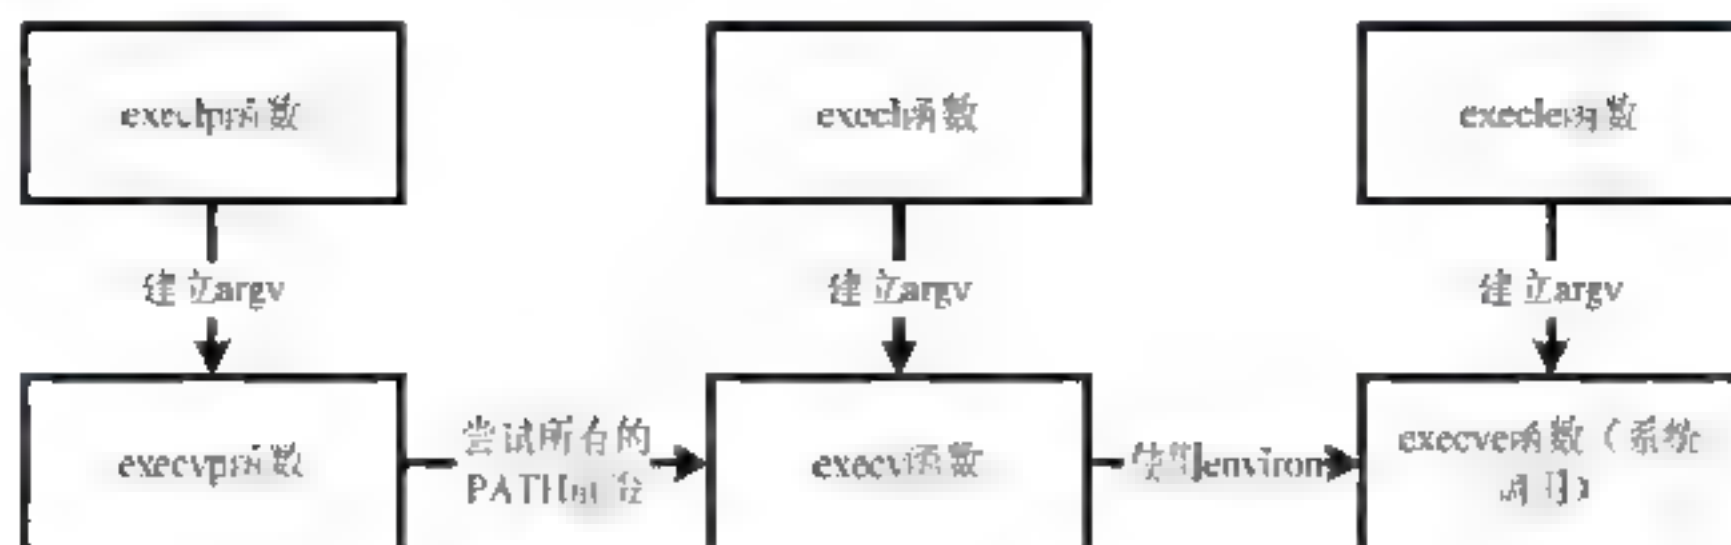 execlp函数
execl函数
execle函数
建立argv
建立argv
建立argv
execvp函数
尝试所有的
PATH前缀
execv函数
使用environ
execve函数（系统
调用）